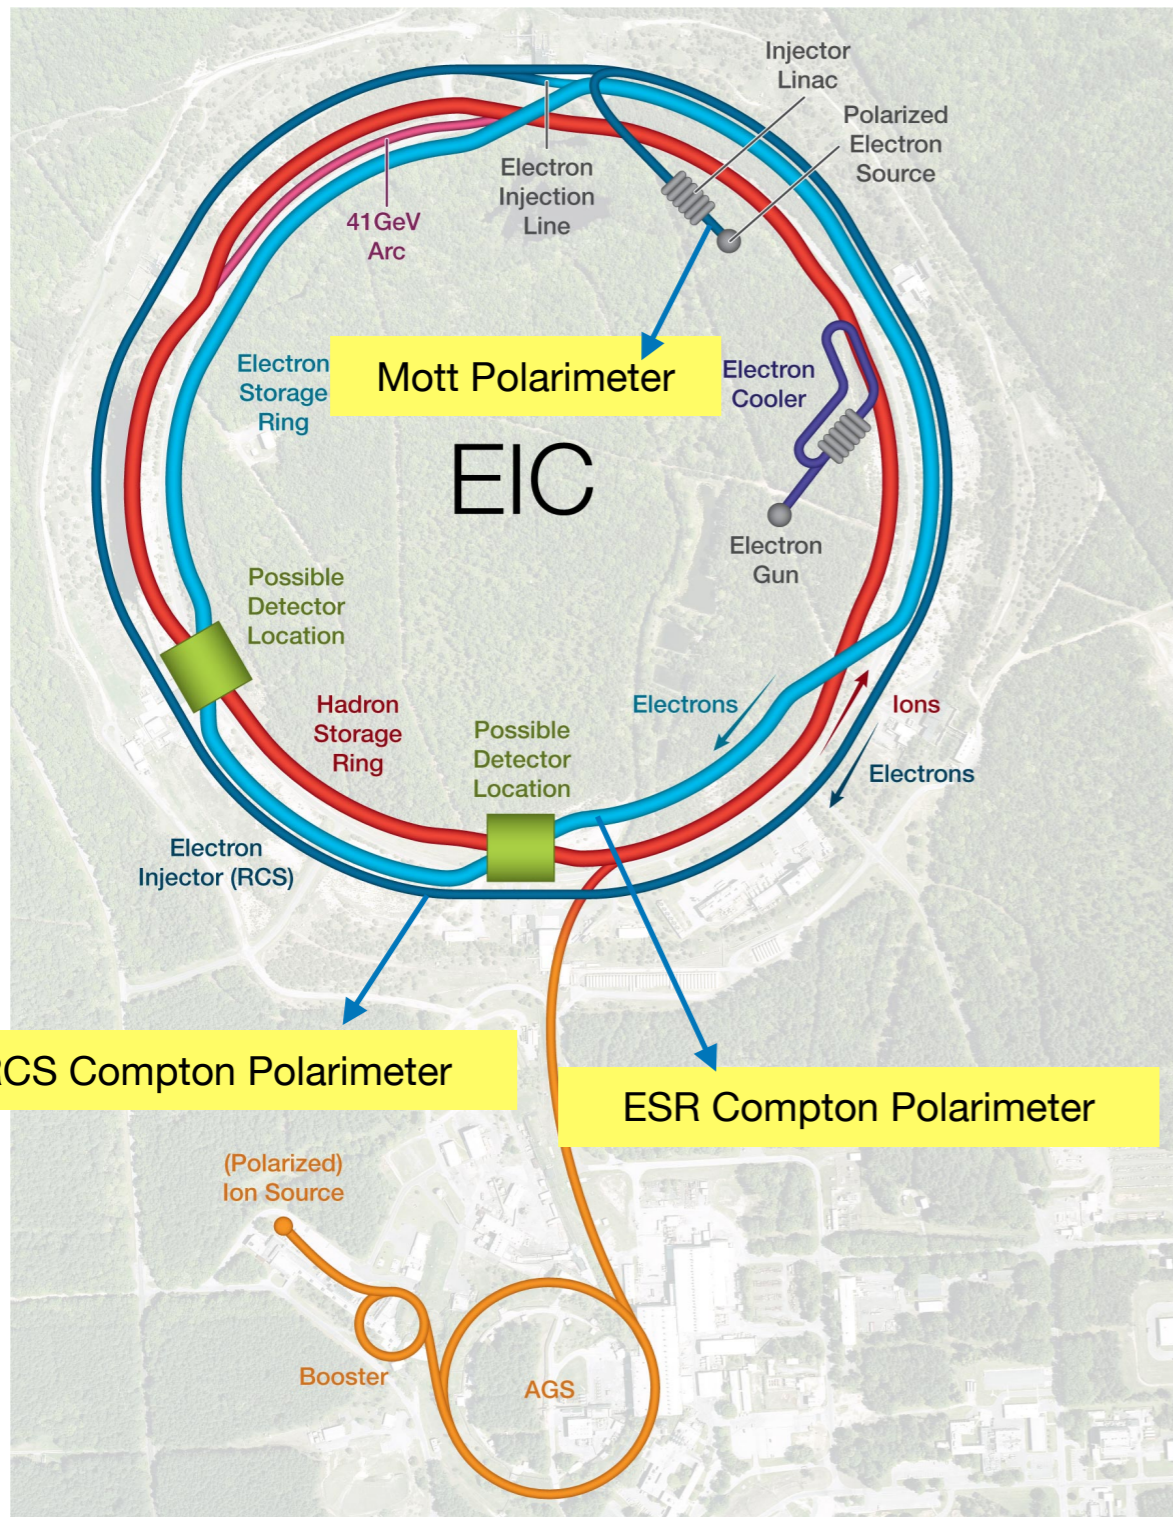 Injector
Linac
Polarized
Electron
Source
Electron
Injection
Line
41GeV
Arc
Electron
Storage
Ring
Mott Polarimeter
Electron
Cooler
EIC
Electron
Gun
Possible
Detector
Location
Hadron
Storage
Ring
Electrons
Ions
Possible
Detector
Location
Electrons
Electron
Injector (RCS)
RCS Compton Polarimeter
ESR Compton Polarimeter
(Polarized)
Ion Source
Booster
AGS